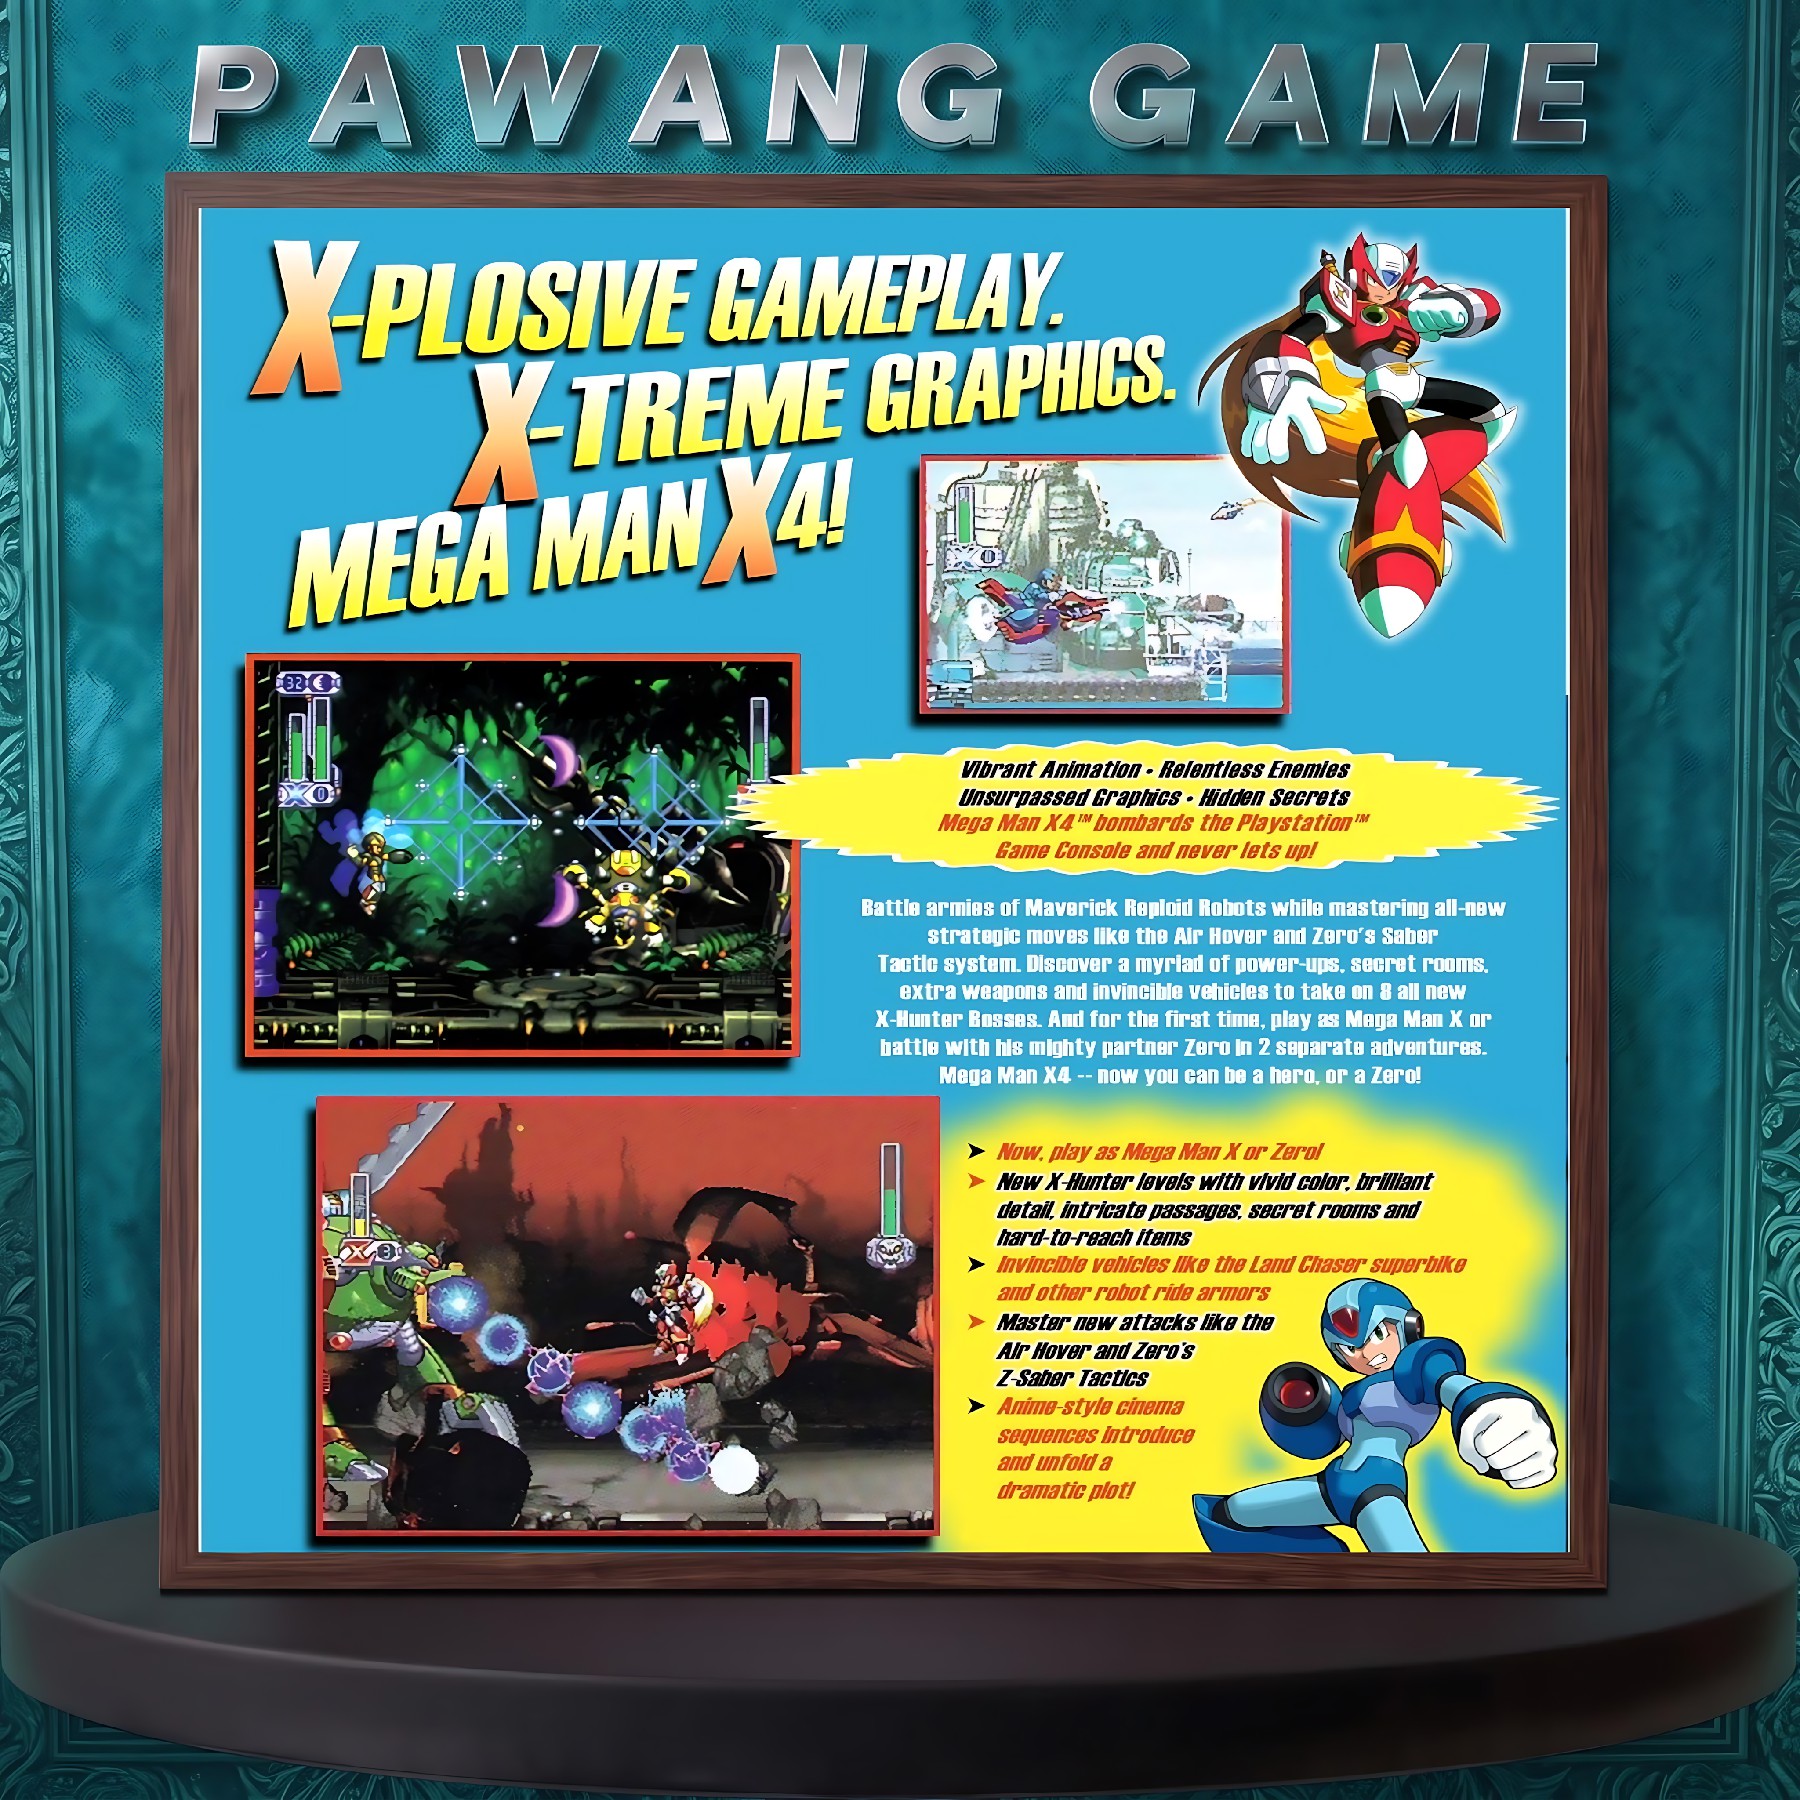 PAWANG GAME
X-PLOSIVE GAMEPLAY.
X-TREME GRAPHICS.
MEGA MAN X4!
32
X0
X0
Vibrant Animation • Relentless Enemies
Unsurpassed Graphics • Hidden Secrets
Mega Man X4™ bombards the Playstation™
Game Console and never lets up!
Battle armies of Maverick Reploid Robots while mastering all-new
strategic moves like the Air Hover and Zero's Saber
Tactic system. Discover a myriad of power-ups, secret rooms,
extra weapons and invincible vehicles to take on 8 all new
X-Hunter Bosses. And for the first time, play as Mega Man X or
battle with his mighty partner Zero in 2 separate adventures.
Mega Man X4 -- now you can be a hero, or a Zero!
➤ Now, play as Mega Man X or Zero!
➤ New X-Hunter levels with vivid color, brilliant
detail, intricate passages, secret rooms and
hard-to-reach items
➤ Invincible vehicles like the Land Chaser superbike
and other robot ride armors
➤ Master new attacks like the
Air Hover and Zero's
Z-Saber Tactics
➤ Anime-style cinema
sequences introduce
and unfold a
dramatic plot!